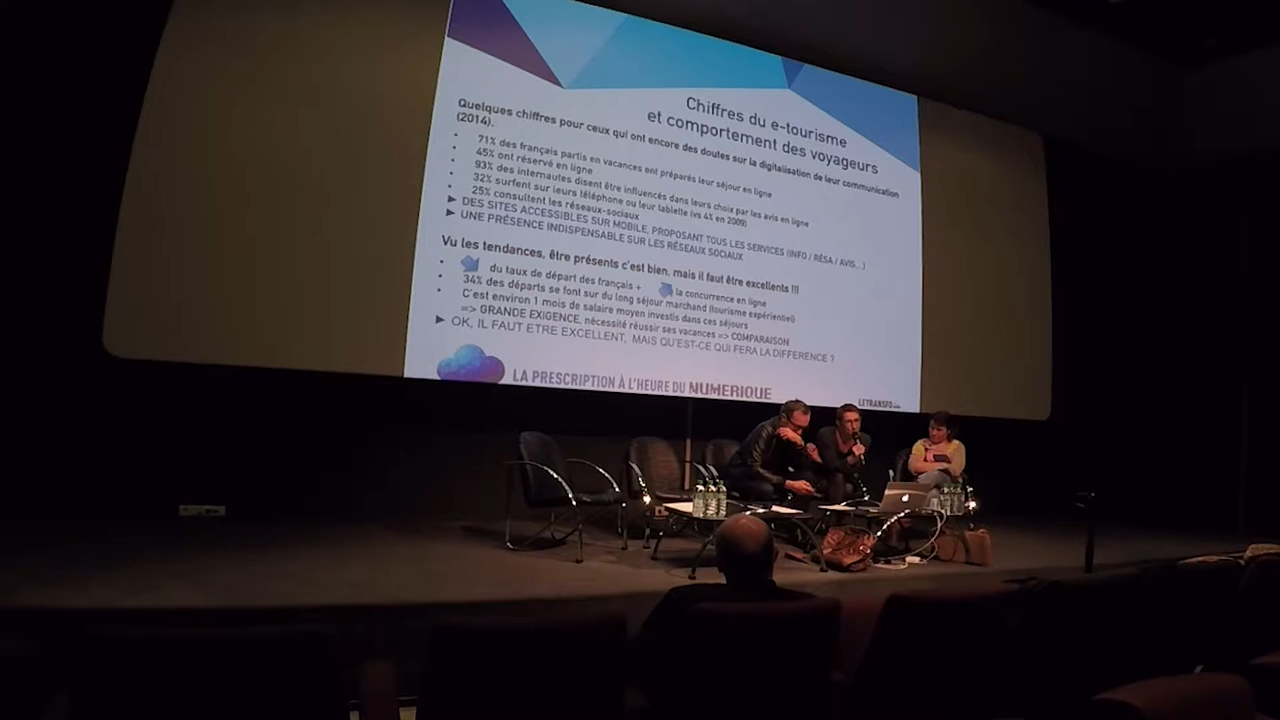 Chiffres du e-tourisme
et comportement des voyageurs
Quelques chiffres pour ceux qui ont encore des doutes sur la digitalisation de leur communication
(2014).
• 71% des français partis en vacances ont préparés leur séjour en ligne
• 45% ont réservé en ligne
• 93% des internautes disent être influencés dans leurs choix par les avis en ligne
• 32% surfent sur leurs téléphone ou leur tablette (vs 4% en 2009)
• 25% consultent les réseaux-sociaux
► DES SITES ACCESSIBLES SUR MOBILE, PROPOSANT TOUS LES SERVICES (INFO / RÉSA / AVIS...)
► UNE PRÉSENCE INDISPENSABLE SUR LES RÉSEAUX SOCIAUX
Vu les tendances, être présents c'est bien, mais il faut être excellents !!!
• du taux de départ des français + la concurrence en ligne
• 34% des départs se font sur du long séjour marchand (tourisme expérientiel)
• C'est environ 1 mois de salaire moyen investis dans ces séjours
=> GRANDE EXIGENCE, nécessité réussir ses vacances => COMPARAISON
► OK, IL FAUT ETRE EXCELLENT, MAIS QU'EST-CE QUI FERA LA DIFFERENCE ?
LA PRESCRIPTION À L'HEURE DU NUMERIQUE
LETRANSFO